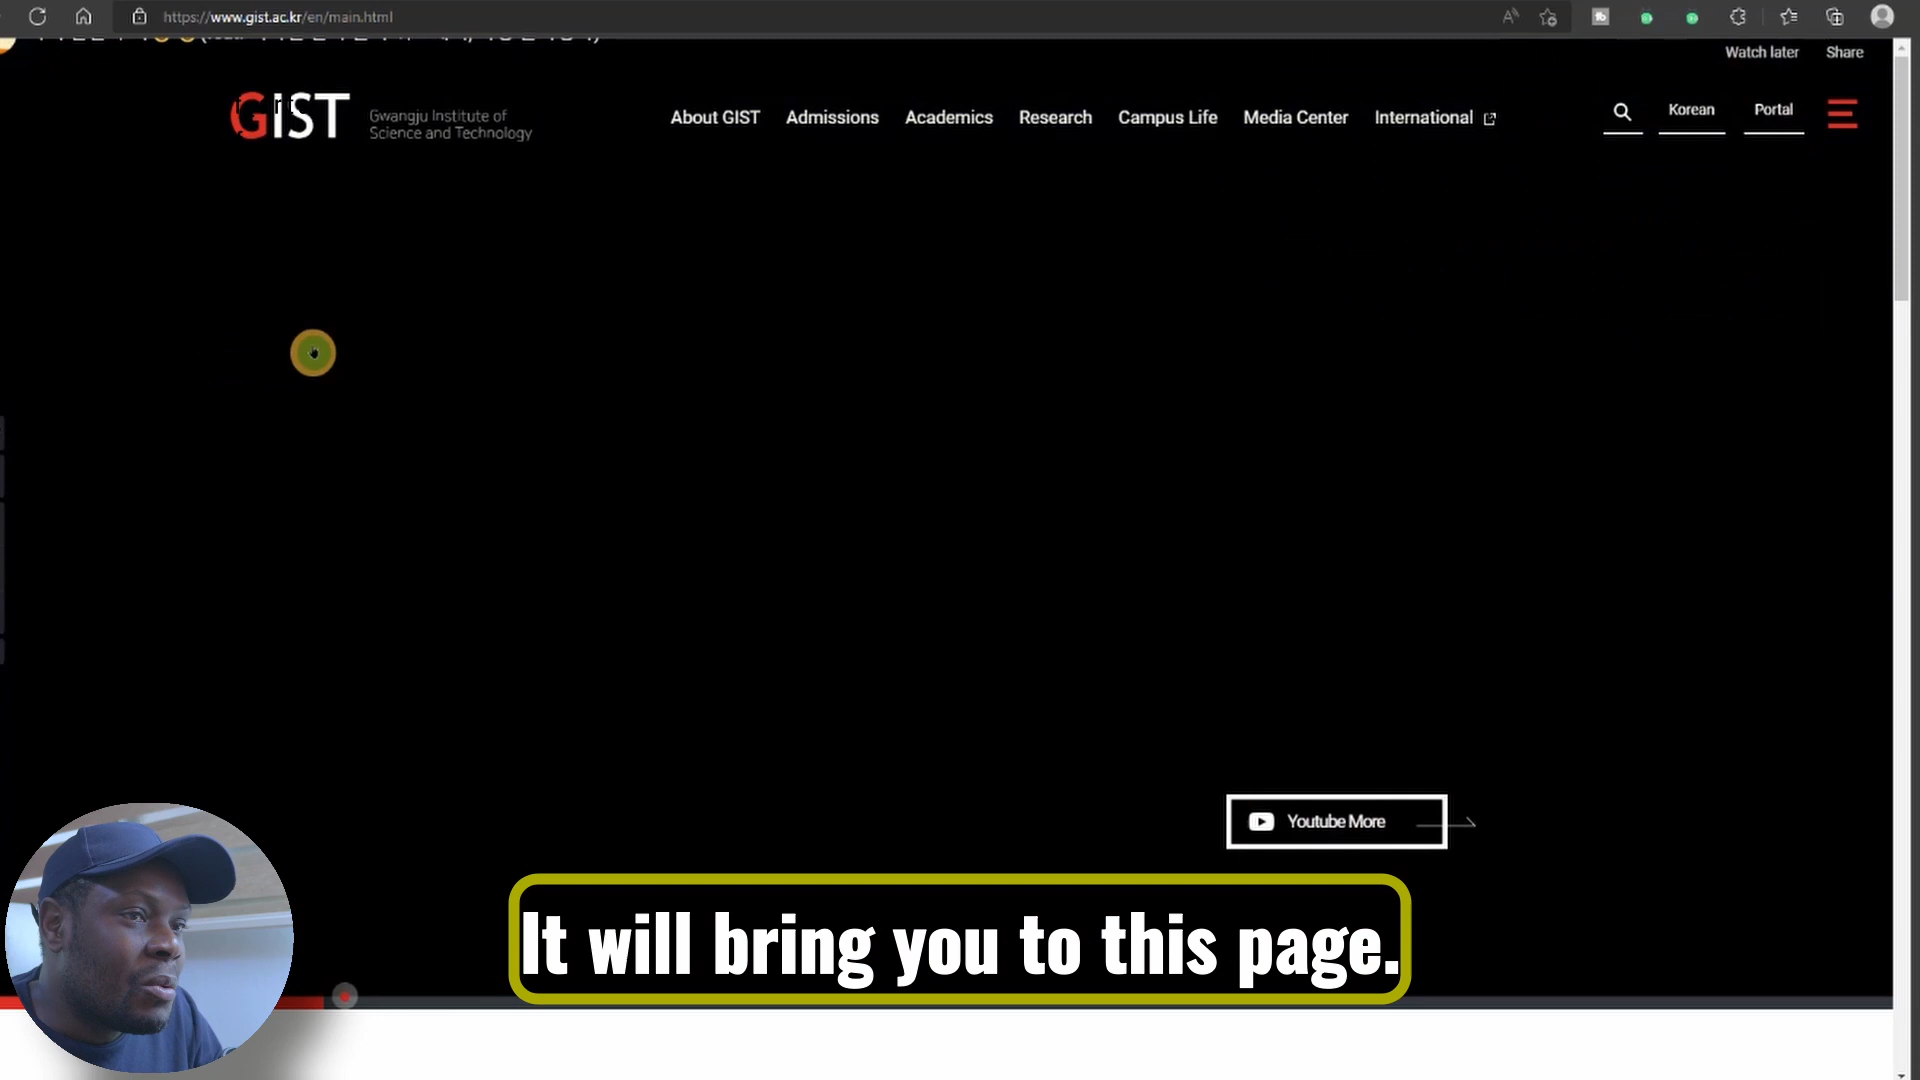 https://www.gist.ac.kr/en/main.html
Watch later Share
GIST Gwangju Institute of
Science and Technology
About GIST Admissions Academics Research Campus Life Media Center International Korean Portal
Youtube More
It will bring you to this page.